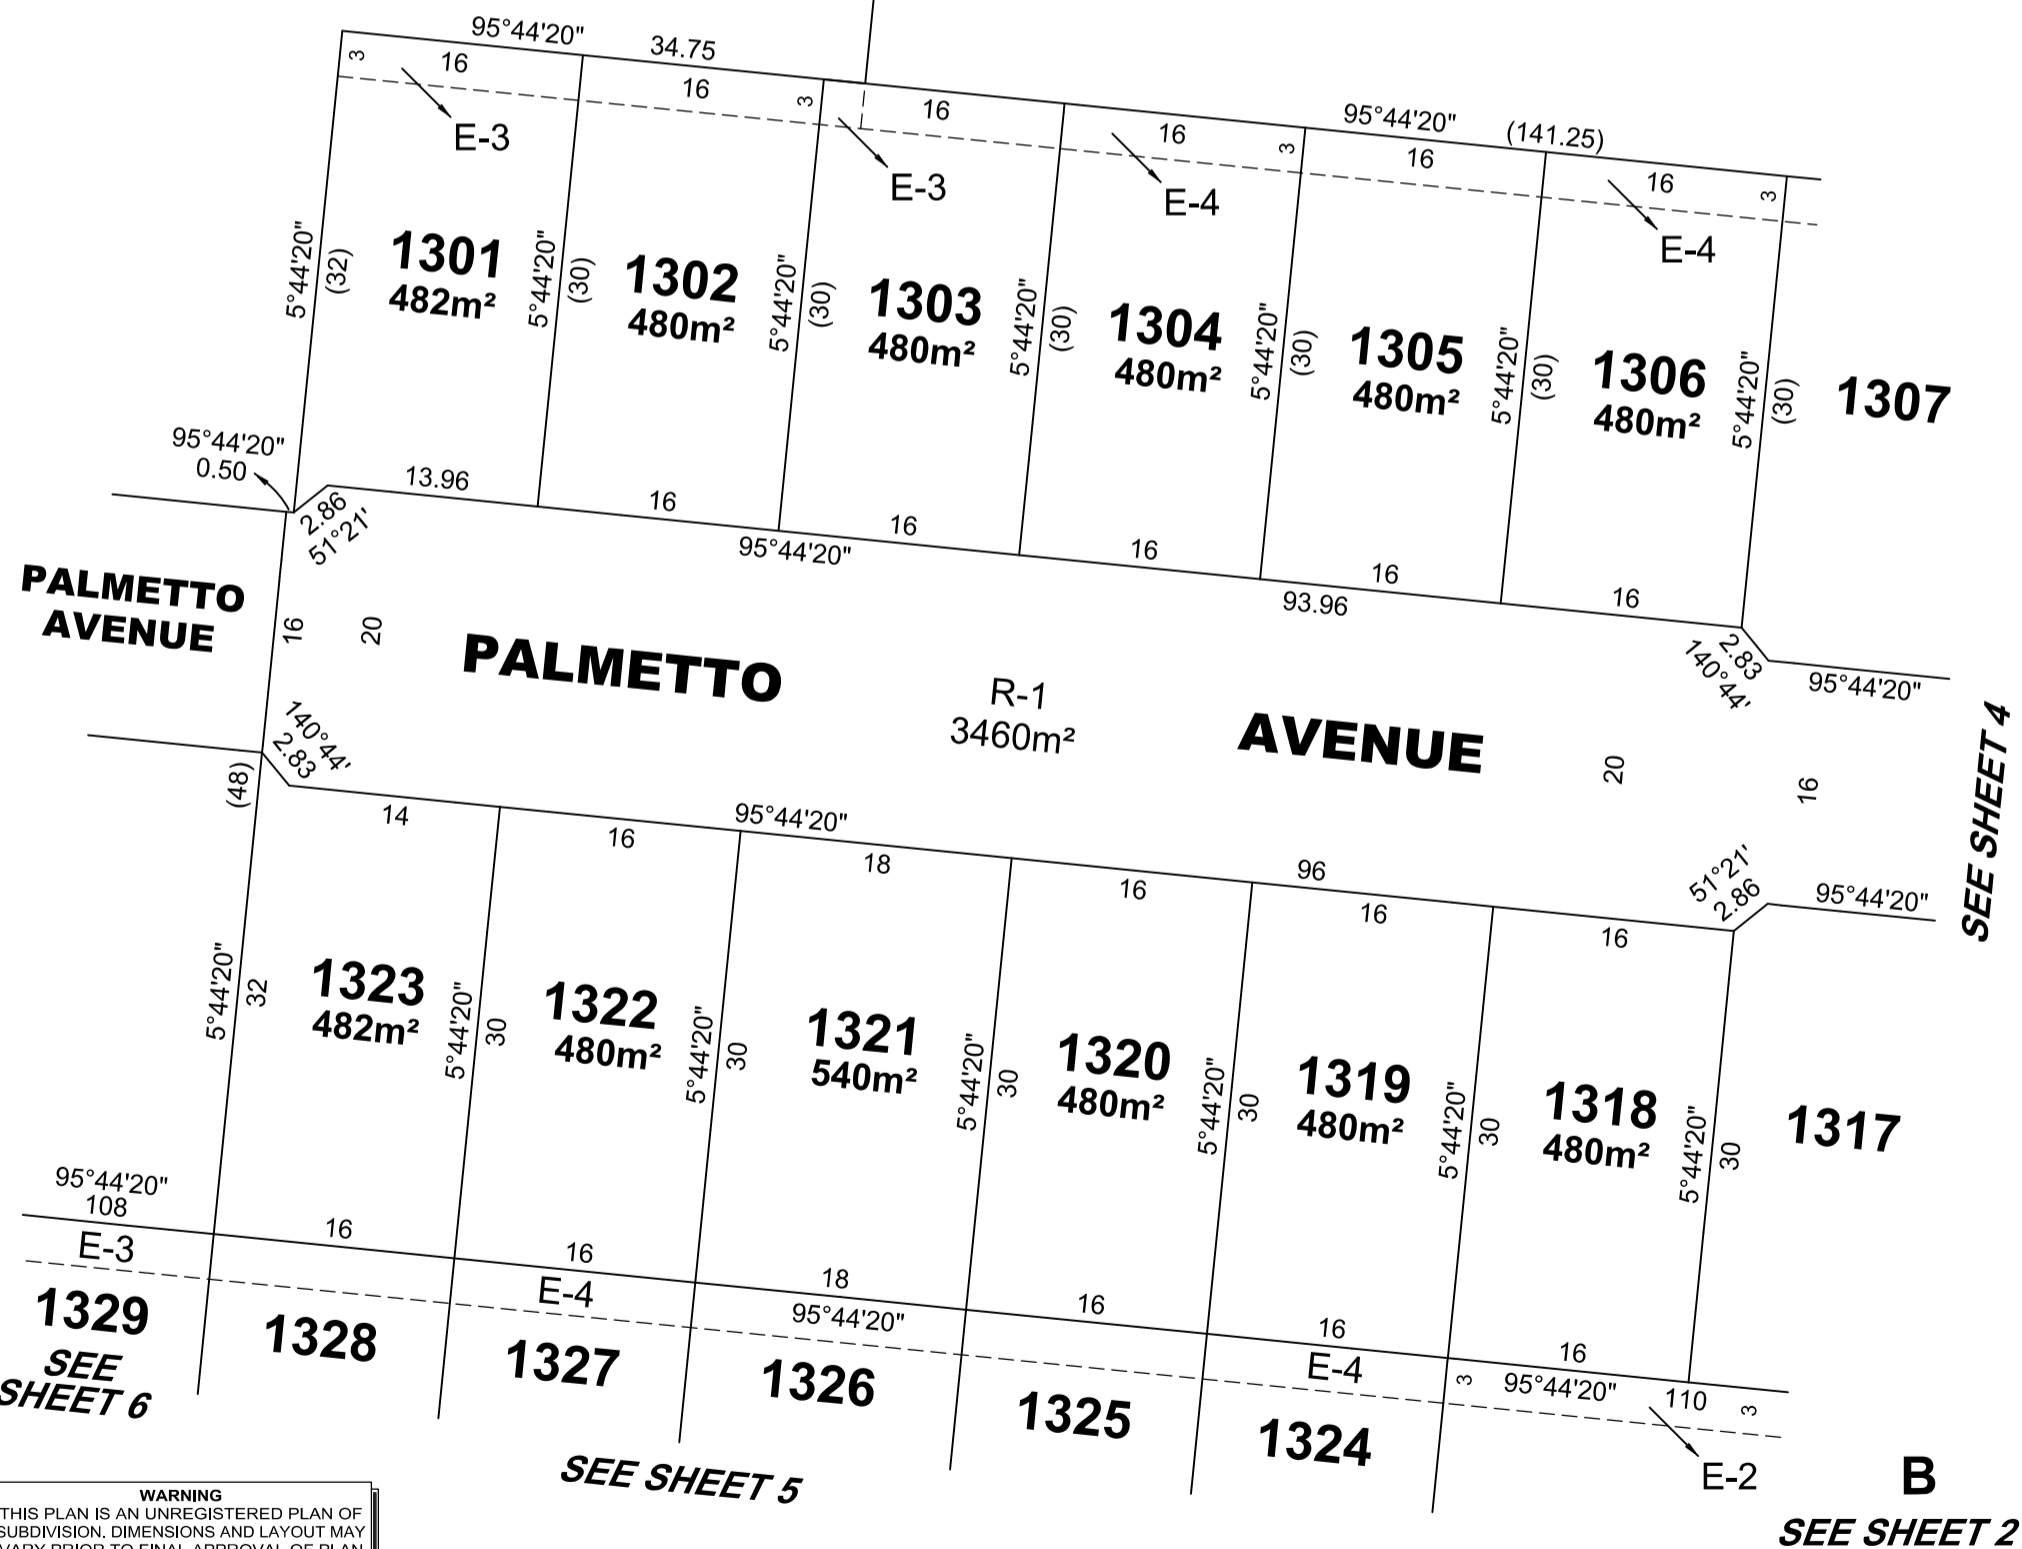 95°44'20" 34.75
95°44'20" (141.25)
3 16 16 3 16 16 3 16 16 3
E-3 E-3 E-4 E-4
5°44'20" (32)
1301
482m²
5°44'20" (30)
1302
480m²
5°44'20" (30)
1303
480m²
5°44'20" (30)
1304
480m²
5°44'20" (30)
1305
480m²
5°44'20" (30)
1306
480m²
5°44'20" (30)
1307
95°44'20"
0.50
2.86
51°21'
13.96 16 16 16 16 16
95°44'20" 93.96
2.83
140°44'
95°44'20"
PALMETTO
AVENUE
16 20
PALMETTO AVENUE
R-1
3460m²
20 16
SEE SHEET 4
140°44'
2.83
(48)
14 16 18 16 16 16
95°44'20" 96
51°21'
2.86
95°44'20"
5°44'20" 32
1323
482m²
5°44'20" 30
1322
480m²
5°44'20" 30
1321
540m²
5°44'20" 30
1320
480m²
5°44'20" 30
1319
480m²
5°44'20" 30
1318
480m²
5°44'20" 30
1317
95°44'20"
108
16 16 18 16 16 16
E-3 E-4 95°44'20" E-4 3 95°44'20" 110 3
E-2
1329
SEE
SHEET 6
1328
1327
1326
1325
1324
SEE SHEET 5
B
SEE SHEET 2
WARNING
THIS PLAN IS AN UNREGISTERED PLAN OF
SUBDIVISION. DIMENSIONS AND LAYOUT MAY
VARY PRIOR TO FINAL APPROVAL OF PLAN